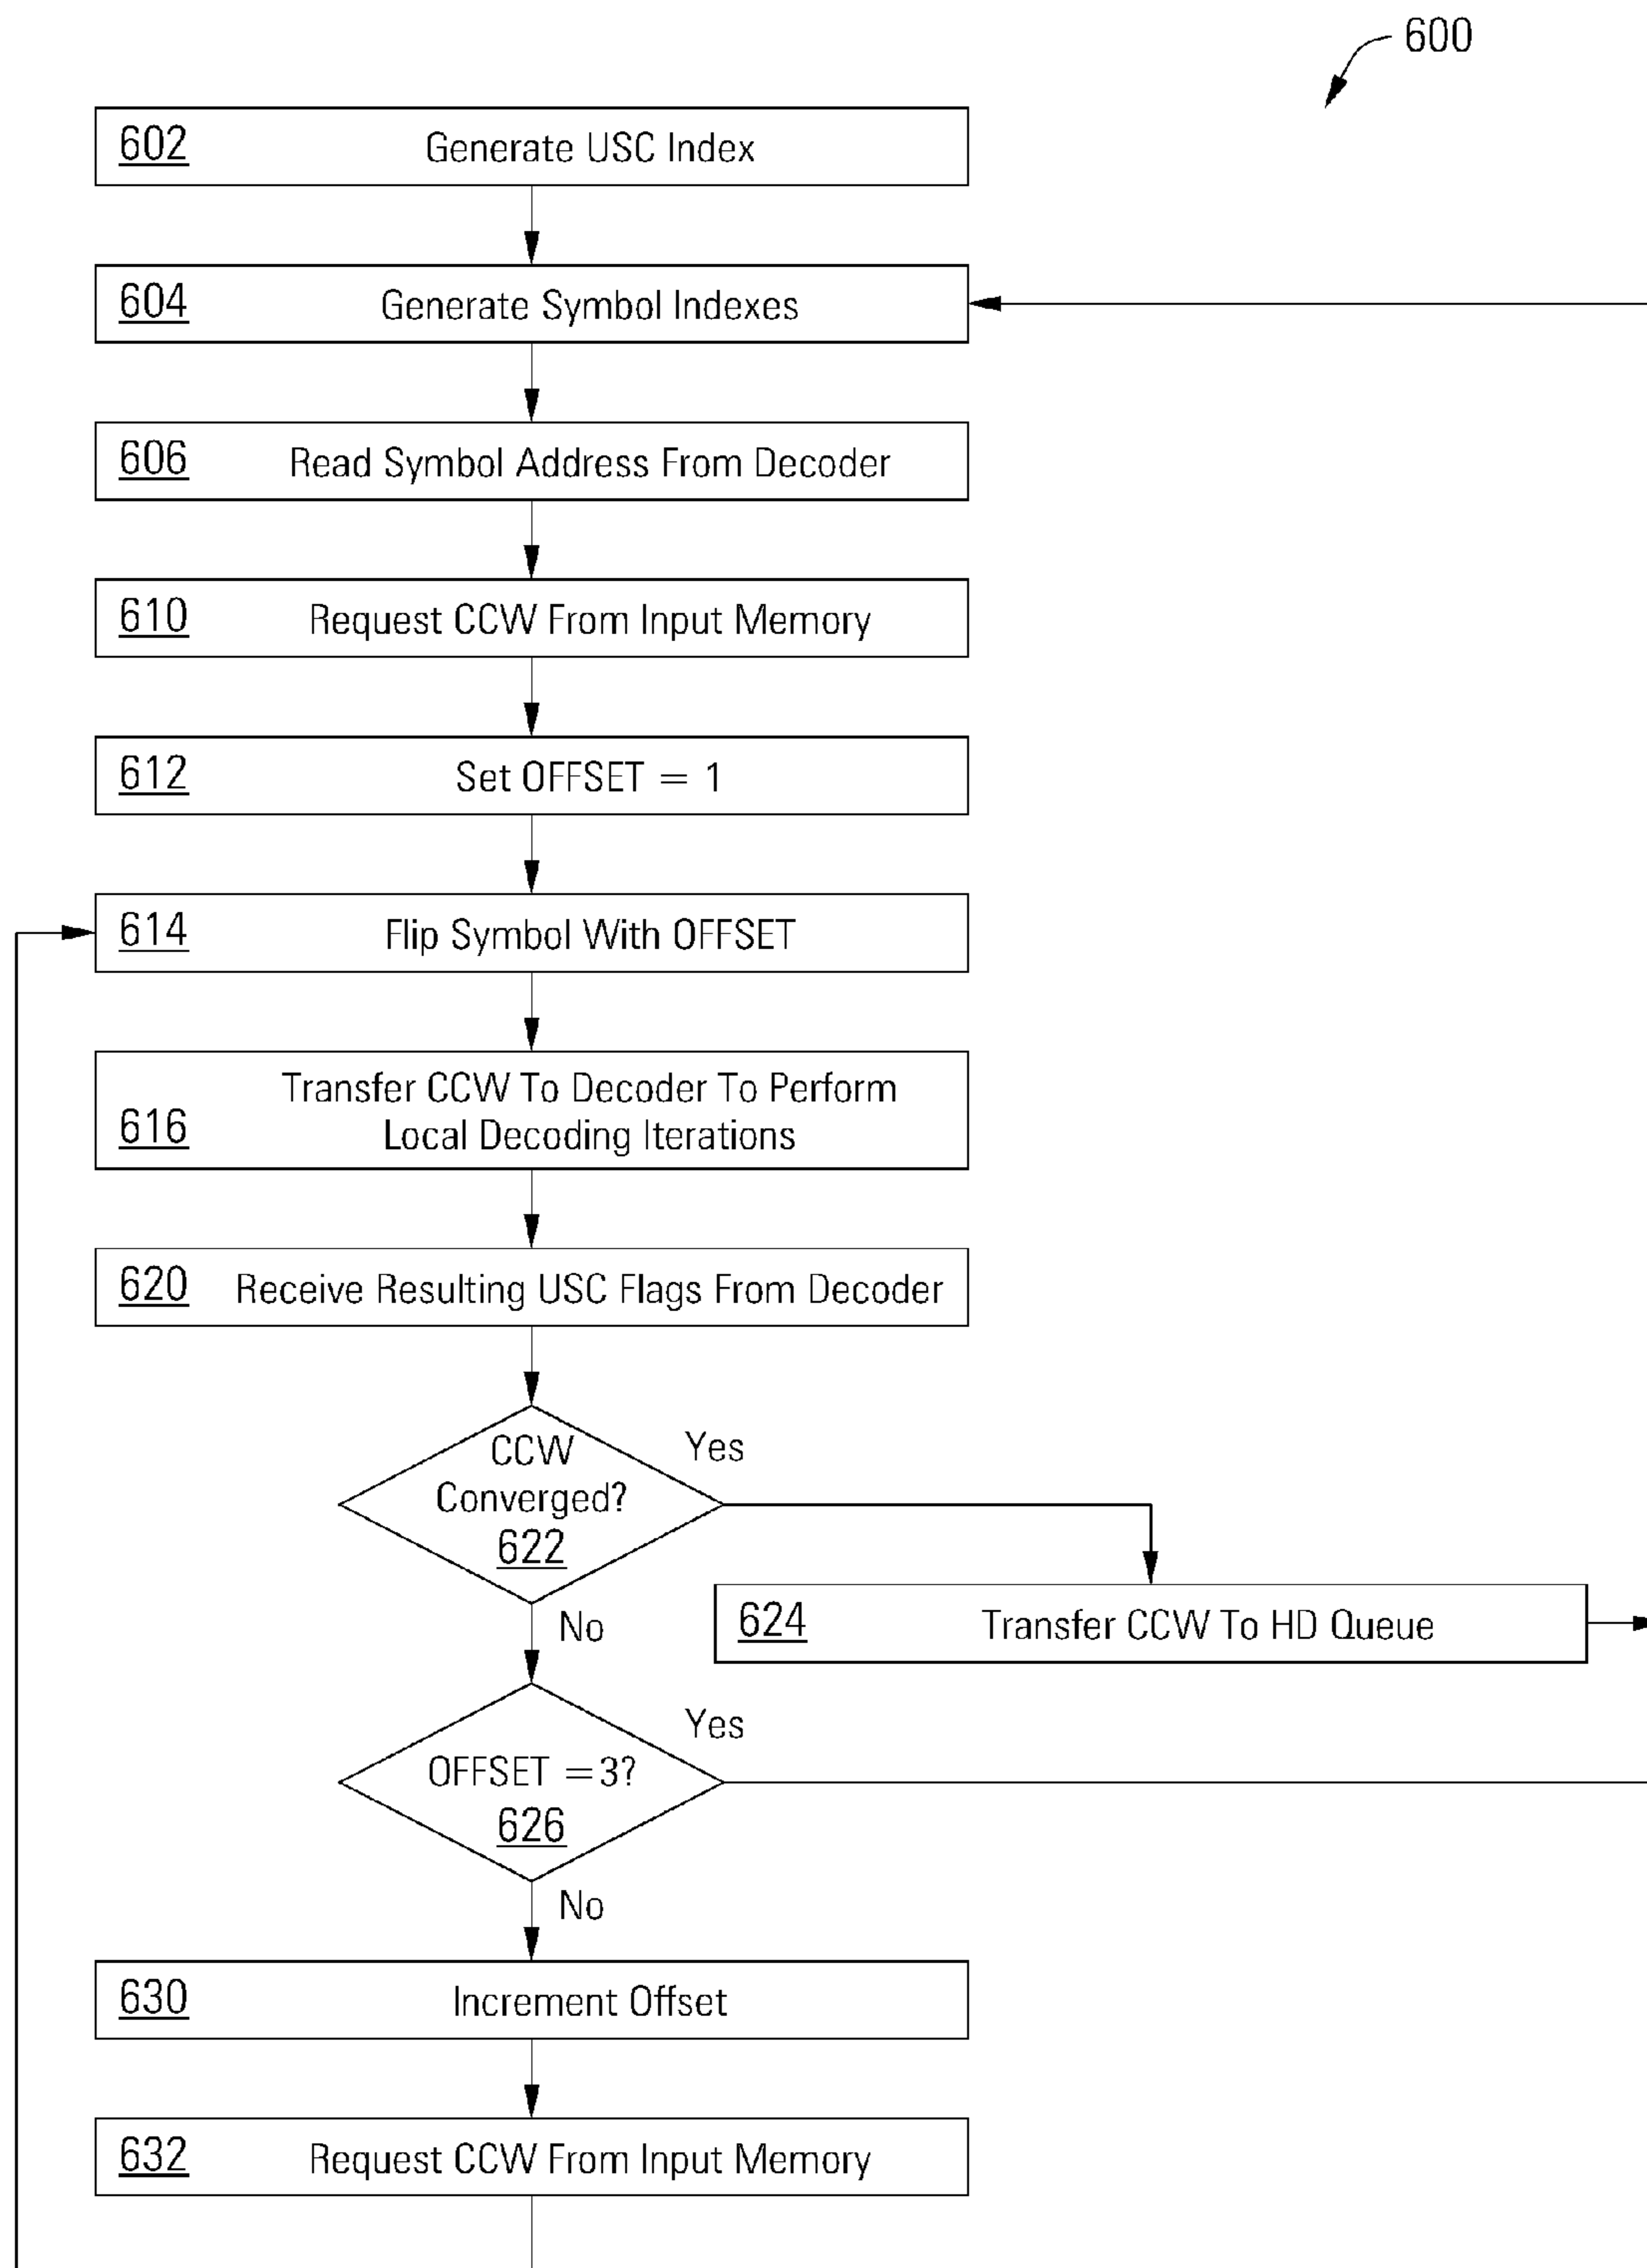 600
602 Generate USC Index
604 Generate Symbol Indexes
606 Read Symbol Address From Decoder
610 Request CCW From Input Memory
612 Set OFFSET = 1
614 Flip Symbol With OFFSET
Transfer CCW To Decoder To Perform
616 Local Decoding Iterations
620 Receive Resulting USC Flags From Decoder
CCW
Converged?
622
Yes
No
624 Transfer CCW To HD Queue
OFFSET =3?
626
Yes
No
630 Increment Offset
632 Request CCW From Input Memory